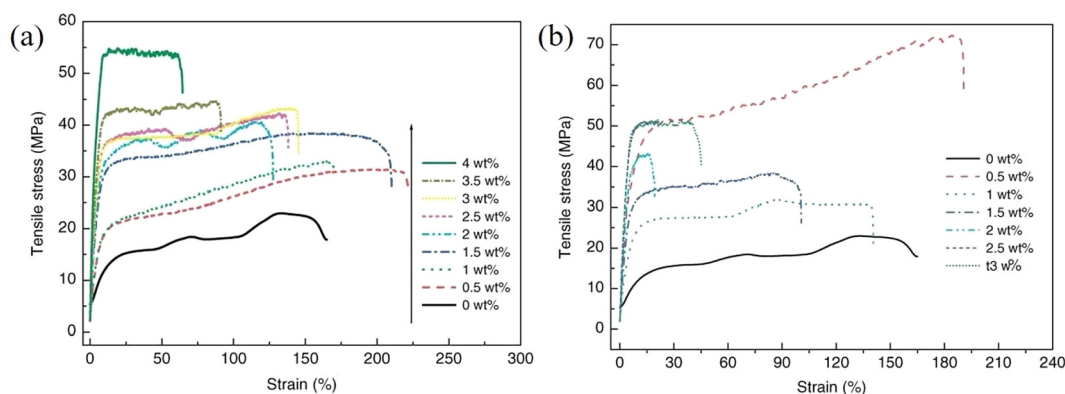 (a)
60
50
40
30
20
10
0
Tensile stress (MPa)
4 wt%
3.5 wt%
3 wt%
2.5 wt%
2 wt%
1.5 wt%
1 wt%
0.5 wt%
0 wt%
0 50 100 150 200 250 300
Strain (%)
(b)
70
60
50
40
30
20
10
0
Tensile stress (MPa)
0 wt%
0.5 wt%
1 wt%
1.5 wt%
2 wt%
2.5 wt%
t3 w%
0 30 60 90 120 150 180 210 240
Strain (%)